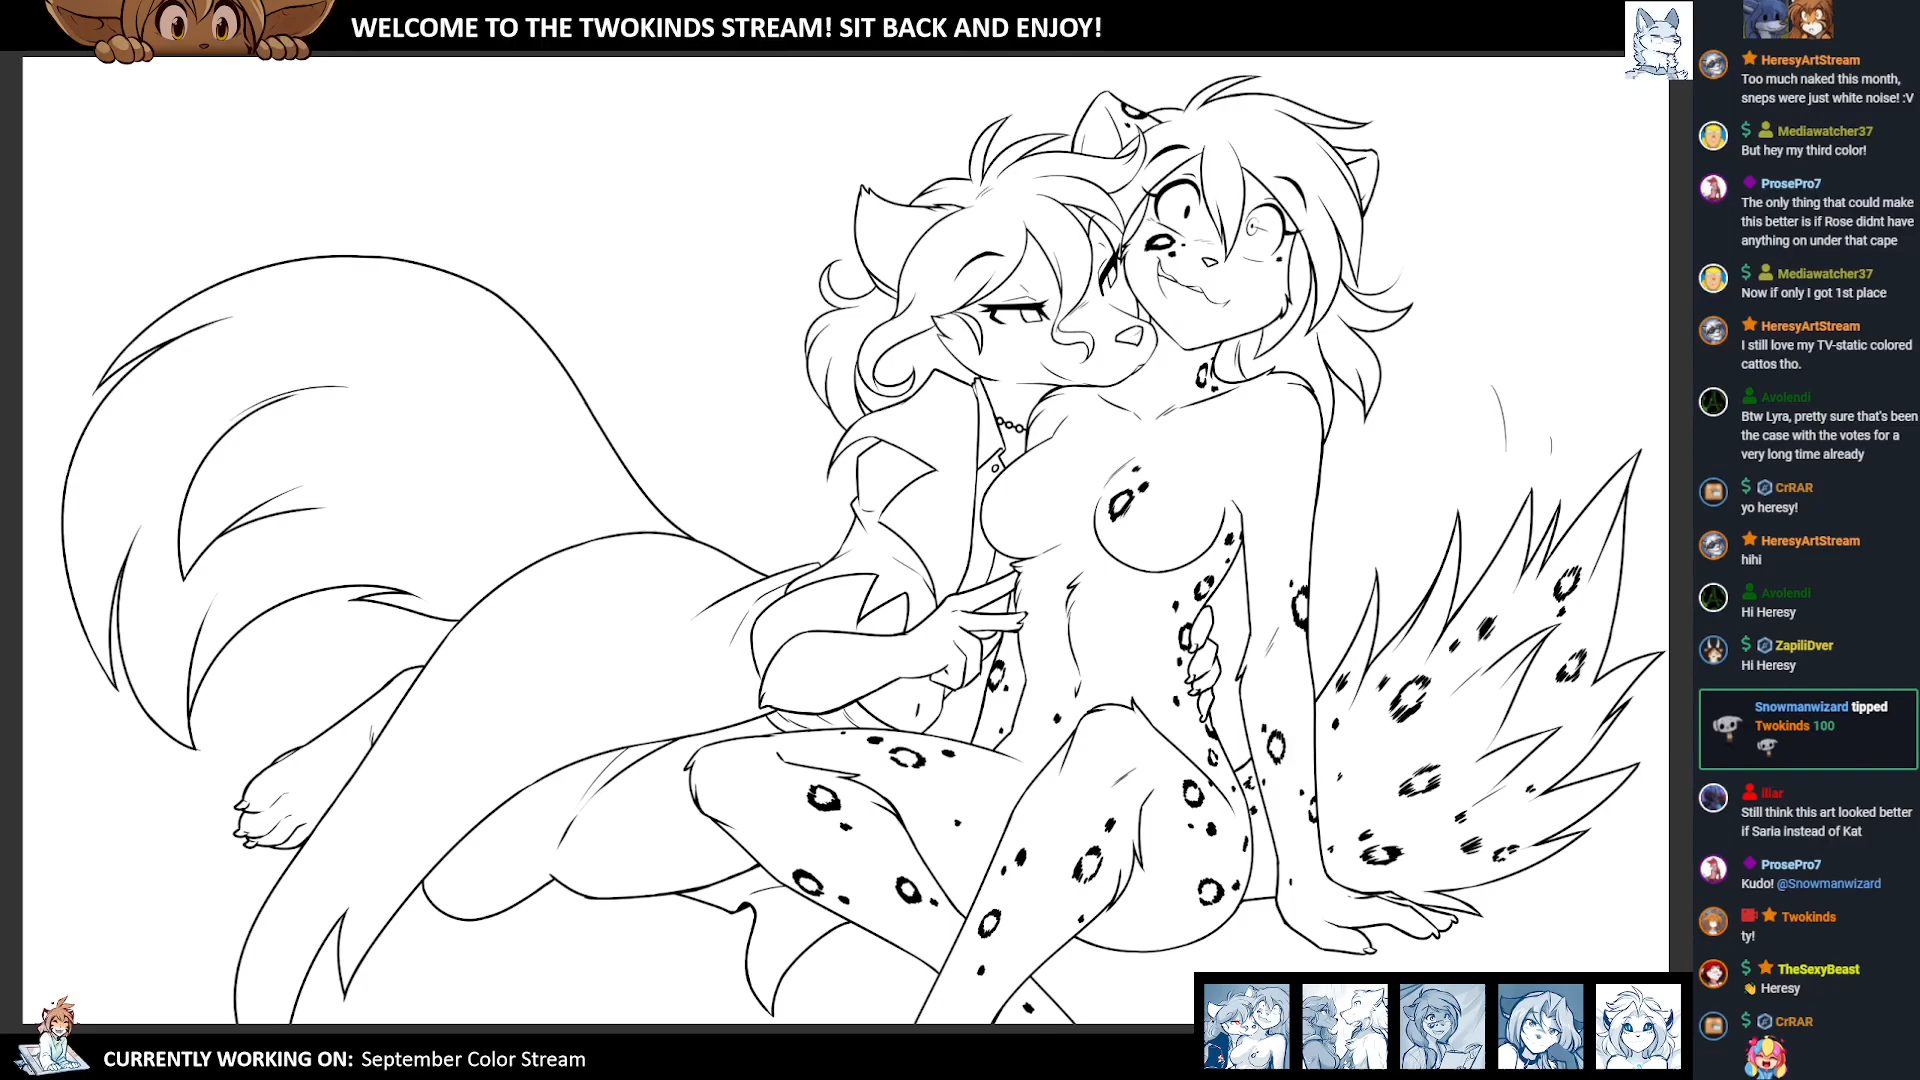 WELCOME TO THE TWOKINDS STREAM! SIT BACK AND ENJOY!
HeresyArtStream
Too much naked this month,
sneps were just white noise! :V
$ Mediawatcher37
But hey my third color!
ProsePro7
The only thing that could make
this better is if Rose didnt have
anything on under that cape
$ Mediawatcher37
Now if only I got 1st place
HeresyArtStream
I still love my TV-static colored
cattos tho.
Avolendi
Btw Lyra, pretty sure that's been
the case with the votes for a
very long time already
$ CrRAR
yo heresy!
HeresyArtStream
hihi
Avolendi
Hi Heresy
$ ZapiliDver
Hi Heresy
Snowmanwizard tipped
Twokinds 100
iliar
Still think this art looked better
if Saria instead of Kat
ProsePro7
Kudo! @Snowmanwizard
Twokinds
ty!
$ TheSexyBeast
👋 Heresy
$ CrRAR
CURRENTLY WORKING ON: September Color Stream